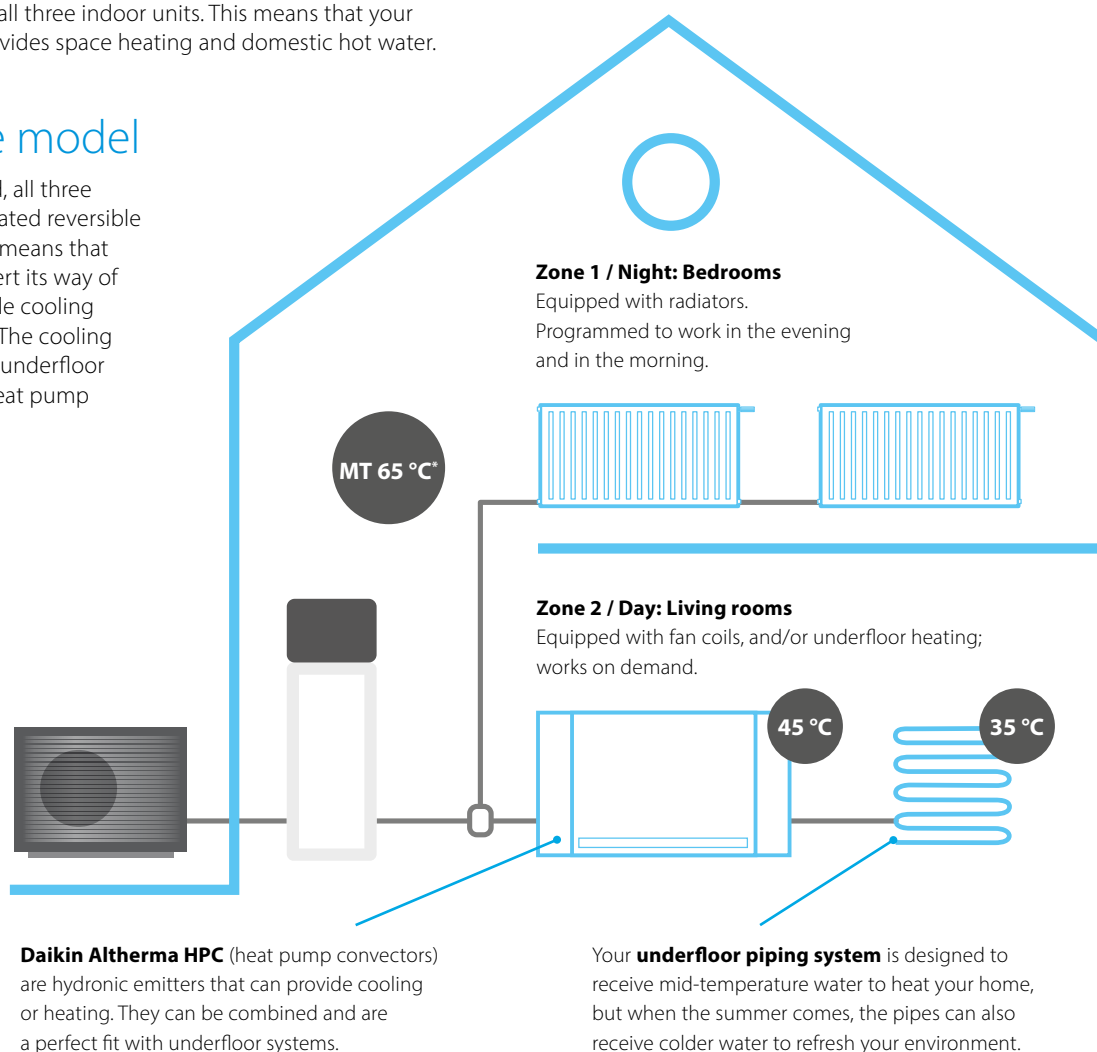 all three indoor units. This means that your
vides space heating and domestic hot water.
e model
, all three
ated reversible
means that
ert its way of
le cooling
The cooling
underfloor
eat pump
Zone 1 / Night: Bedrooms
Equipped with radiators.
Programmed to work in the evening
and in the morning.
MT 65 °C*
Zone 2 / Day: Living rooms
Equipped with fan coils, and/or underfloor heating;
works on demand.
45 °C
35 °C
Daikin Altherma HPC (heat pump convectors)
are hydronic emitters that can provide cooling
or heating. They can be combined and are
a perfect fit with underfloor systems.
Your underfloor piping system is designed to
receive mid-temperature water to heat your home,
but when the summer comes, the pipes can also
receive colder water to refresh your environment.